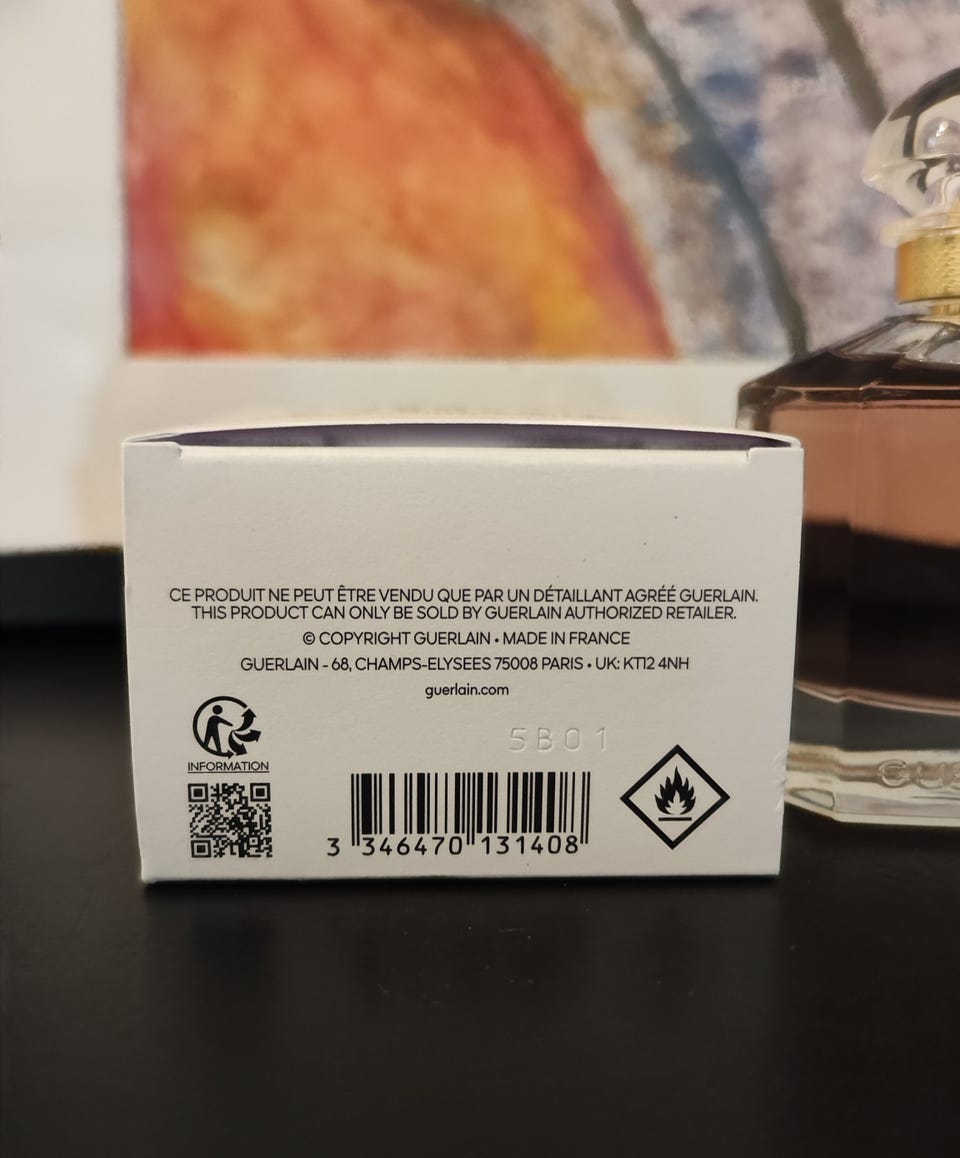 CE PRODUIT NE PEUT ÊTRE VENDU QUE PAR UN DÉTAILLANT AGRÉÉ GUERLAIN.
THIS PRODUCT CAN ONLY BE SOLD BY GUERLAIN AUTHORIZED RETAILER.
© COPYRIGHT GUERLAIN • MADE IN FRANCE
GUERLAIN - 68, CHAMPS-ELYSEES 75008 PARIS • UK: KT12 4NH
guerlain.com
5B01
INFORMATION
3 346470 131408